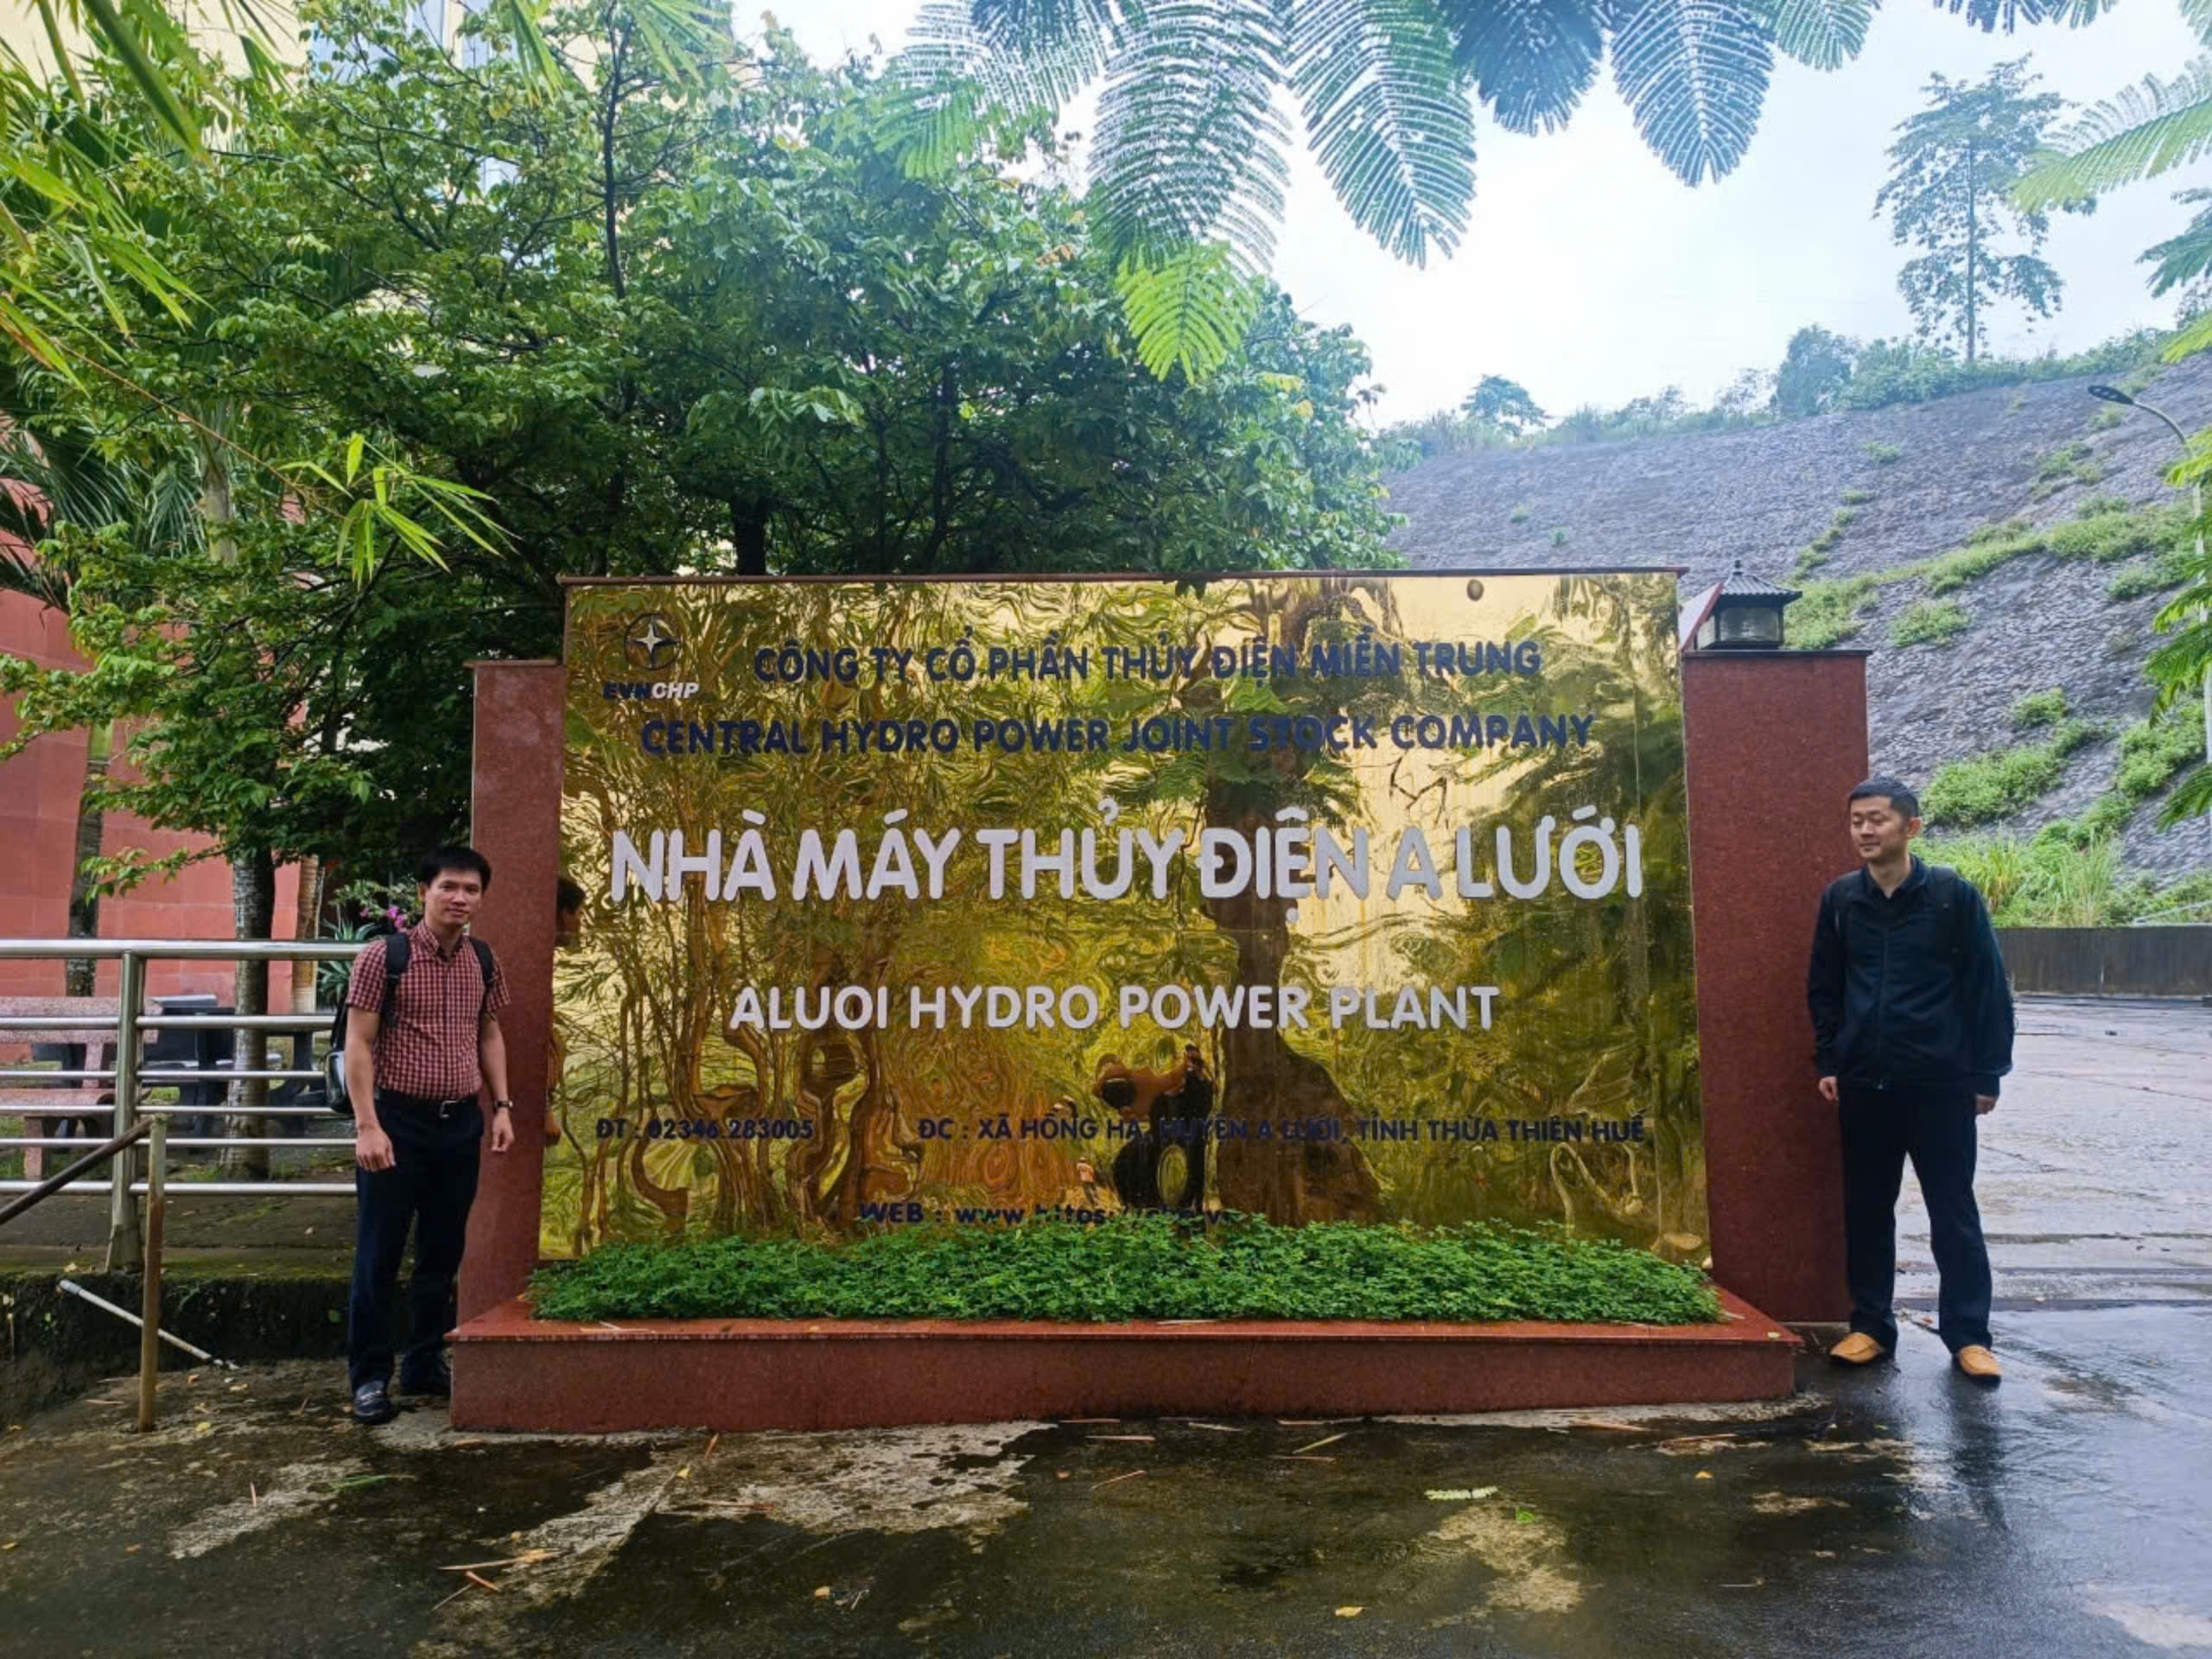 EVNCHP
CÔNG TY CỔ PHẦN THỦY ĐIỆN MIỀN TRUNG
CENTRAL HYDRO POWER JOINT STOCK COMPANY
NHÀ MÁY THỦY ĐIỆN A LƯỚI
ALUOI HYDRO POWER PLANT
ĐT : 02346.283005 ĐC : XÃ HỒNG HẠ, HUYỆN A LƯỚI, TỈNH THỪA THIÊN HUẾ
WEB : www.https: